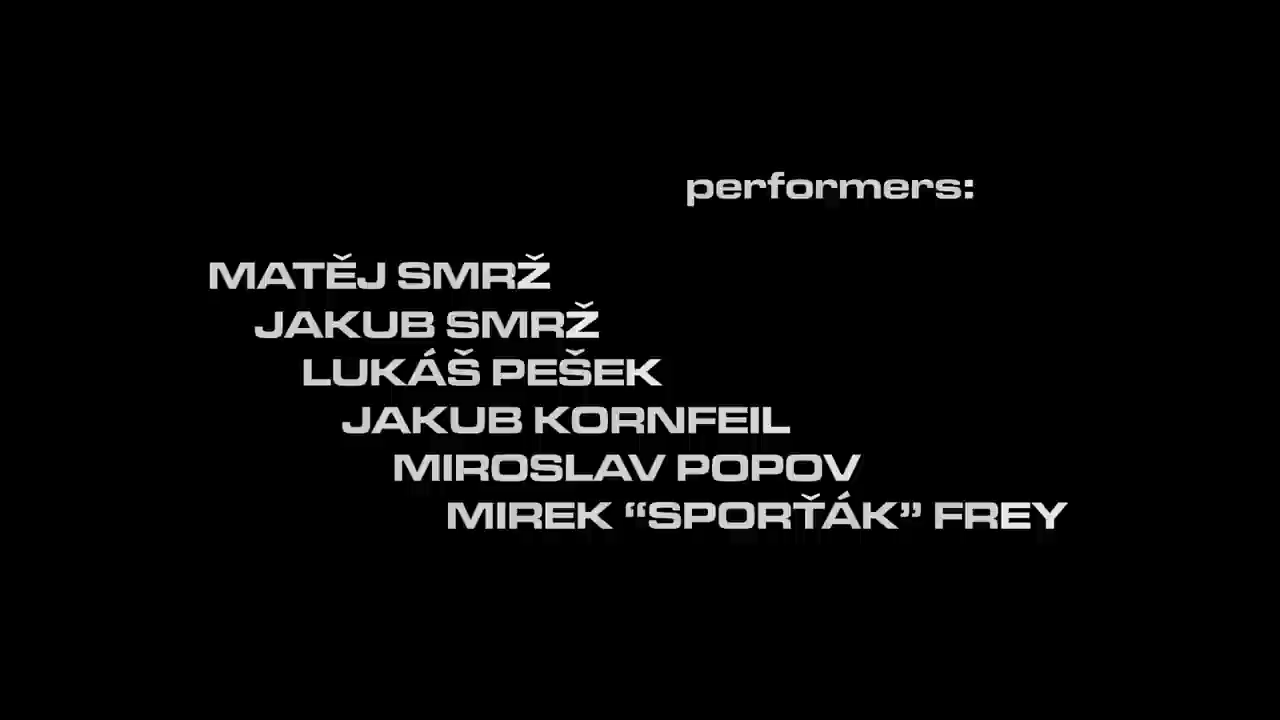 performers:
MATĚJ SMRŽ
JAKUB SMRŽ
LUKÁŠ PEŠEK
JAKUB KORNFEIL
MIROSLAV POPOV
MIREK “SPORŤÁK” FREY